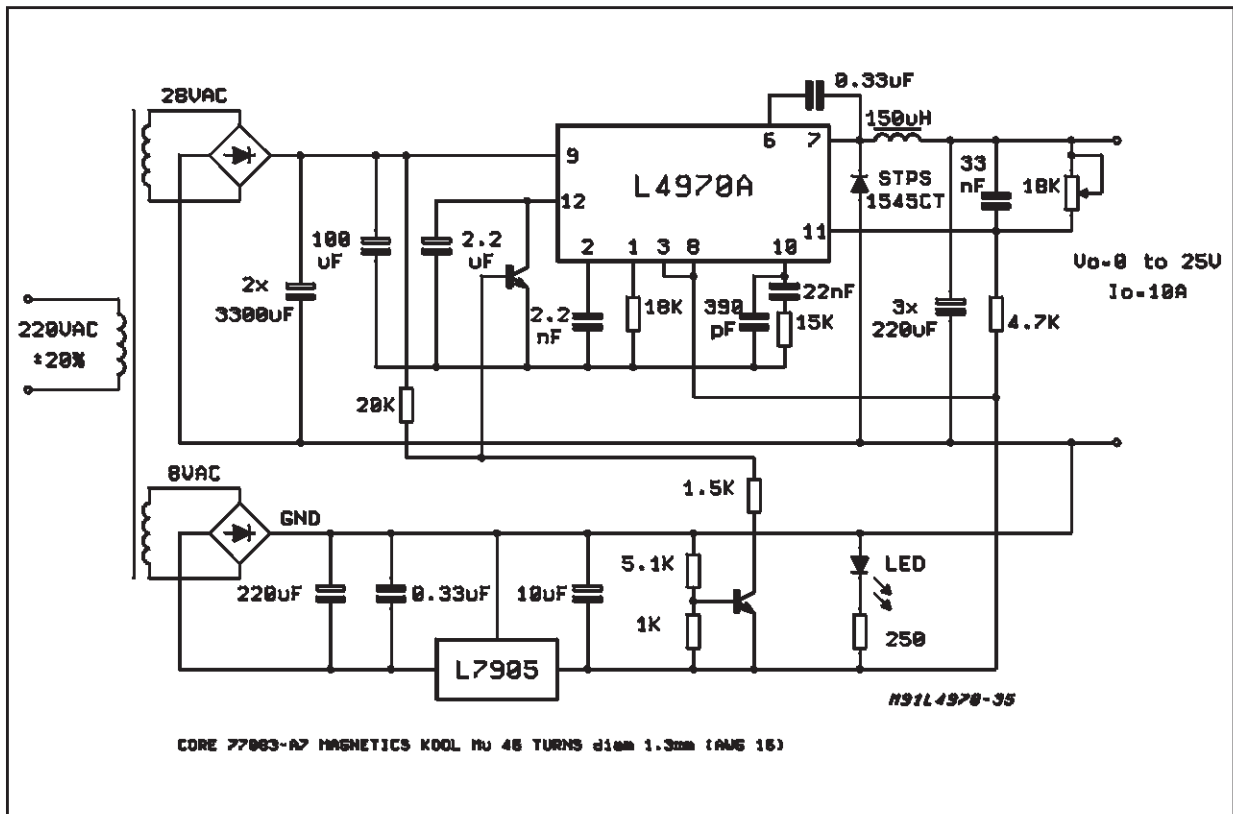 28VAC
0.33uF
150uH
6
7
9
L4970A
12
STPS
1545CT
33
nF
18K
11
100
uF
2.2
uF
2
1
3
8
10
2x
3300uF
2.2
nF
18K
390
pF
22nF
15K
3x
220uF
4.7K
Vo=0 to 25V
Io=10A
220VAC
±20%
20K
8VAC
GND
1.5K
220uF
0.33uF
10uF
5.1K
1K
LED
250
L7905
M91L4970-35
CORE 77083-A7 MAGNETICS KOOL Mu 46 TURNS diam 1.3mm (AWG 16)